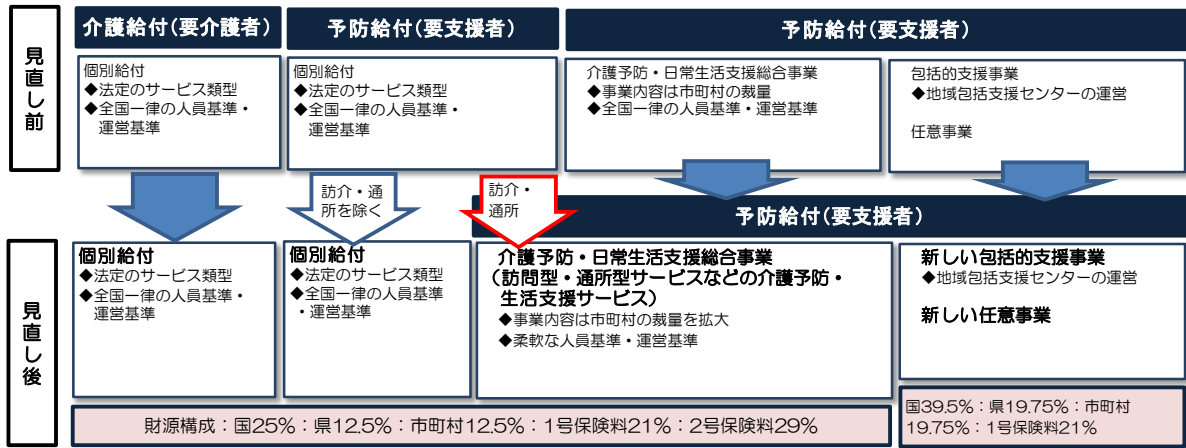 見直し前
介護給付(要介護者)
予防給付(要支援者)
予防給付(要支援者)
個別給付
◆法定のサービス類型
◆全国一律の人員基準・
運営基準
個別給付
◆法定のサービス類型
◆全国一律の人員基準・
運営基準
介護予防・日常生活支援総合事業
◆事業内容は市町村の裁量
◆全国一律の人員基準・運営基準
包括的支援事業
◆地域包括支援センターの運営
任意事業
訪介・通
所を除く
訪介・
通所
予防給付(要支援者)
見直し後
個別給付
◆法定のサービス類型
◆全国一律の人員基準・
運営基準
個別給付
◆法定のサービス類型
◆全国一律の人員基準
・運営基準
介護予防・日常生活支援総合事業
(訪問型・通所型サービスなどの介護予防・
生活支援サービス)
◆事業内容は市町村の裁量を拡大
◆柔軟な人員基準・運営基準
新しい包括的支援事業
◆地域包括支援センターの運営
新しい任意事業
財源構成：国25%：県12.5%：市町村12.5%：1号保険料21%：2号保険料29%
国39.5%：県19.75%：市町村
19.75%：1号保険料21%